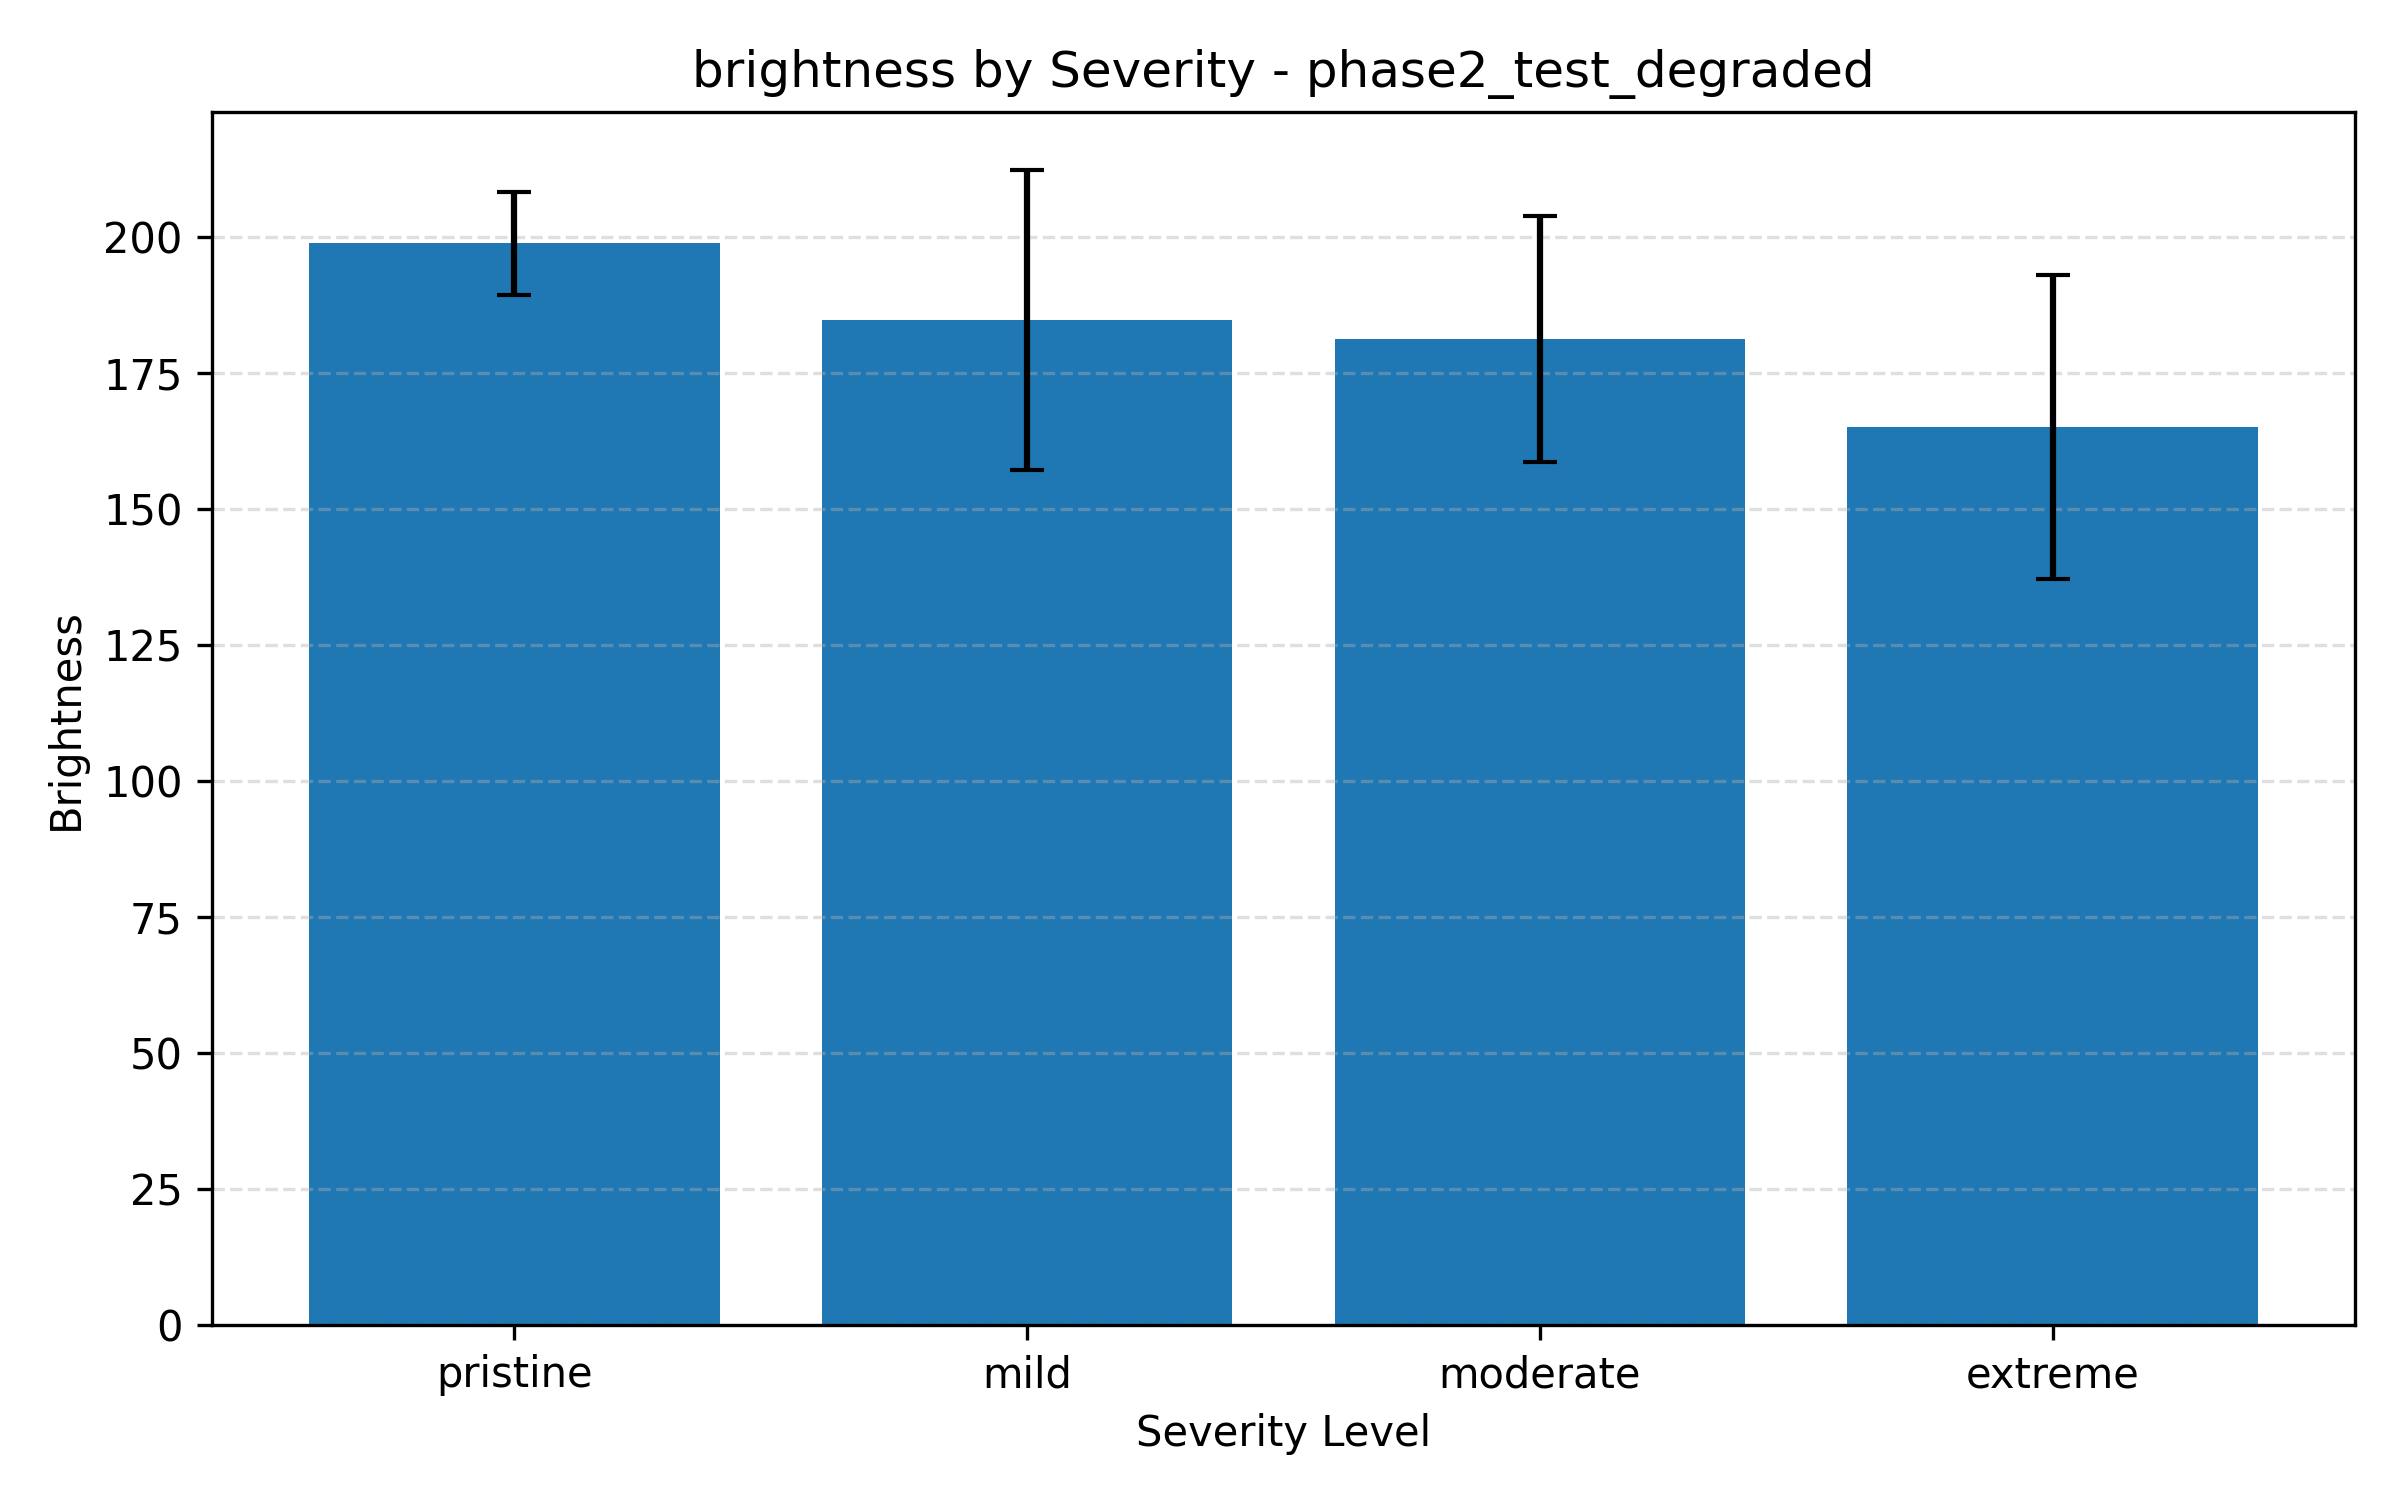 brightness by Severity - phase2_test_degraded
200
175
150
125
100
75
50
25
0
Brightness
pristine mild moderate extreme
Severity Level